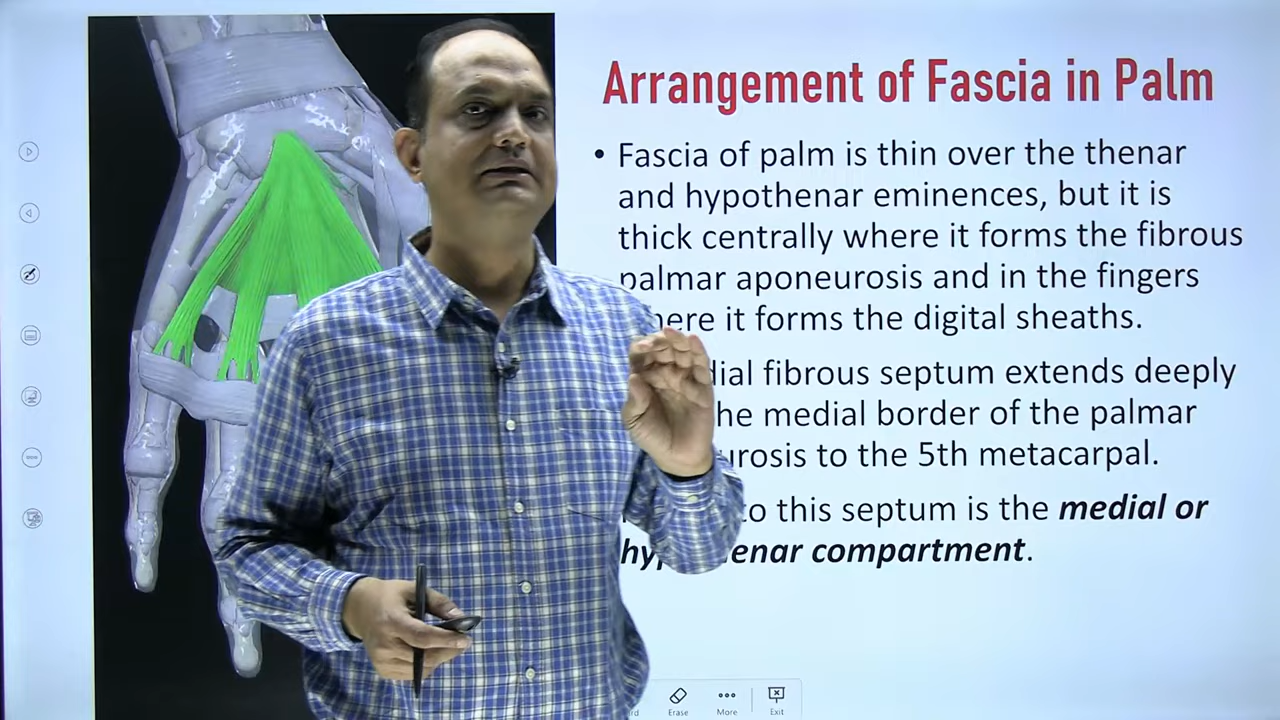 Arrangement of Fascia in Palm
• Fascia of palm is thin over the thenar
and hypothenar eminences, but it is
thick centrally where it forms the fibrous
palmar aponeurosis and in the fingers
it forms the digital sheaths.
fibrous septum extends deeply
medial border of the palmar
to the 5th metacarpal.
to this septum is the medial or
compartment.
Erase More Exit